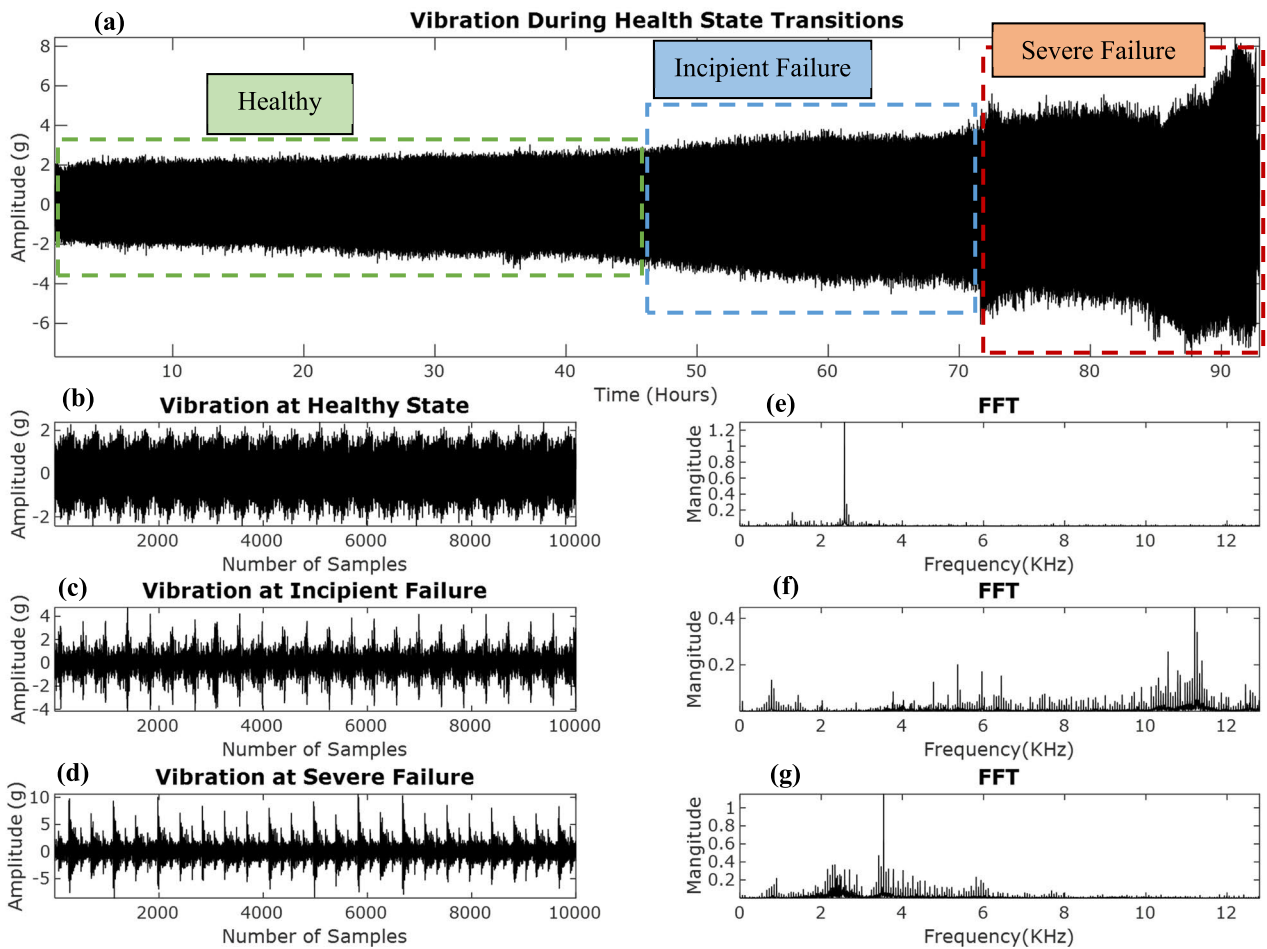 (a)
Vibration During Health State Transitions
Healthy
Incipient Failure
Severe Failure
Amplitude (g)
8
6
4
2
0
-2
-4
-6
10 20 30 40 50 60 70 80 90
Time (Hours)
(b)
Vibration at Healthy State
Amplitude (g)
2
0
-2
2000 4000 6000 8000 10000
Number of Samples
(e)
FFT
Mangitude
1.2
1
0.8
0.6
0.4
0.2
0 2 4 6 8 10 12
Frequency(KHz)
(c)
Vibration at Incipient Failure
Amplitude (g)
4
2
0
-2
-4
2000 4000 6000 8000 10000
Number of Samples
(f)
FFT
Mangitude
0.4
0.2
0 2 4 6 8 10 12
Frequency(KHz)
(d)
Vibration at Severe Failure
Amplitude (g)
10
5
0
-5
2000 4000 6000 8000 10000
Number of Samples
(g)
FFT
Mangitude
1
0.8
0.6
0.4
0.2
0 2 4 6 8 10 12
Frequency(KHz)